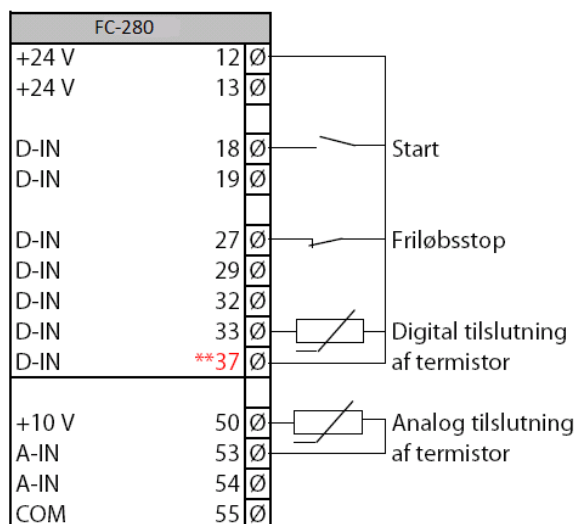 FC-280
+24 V 12 Ø
+24 V 13 Ø
D-IN 18 Ø Start
D-IN 19 Ø
D-IN 27 Ø Friløbsstop
D-IN 29 Ø
D-IN 32 Ø
D-IN 33 Ø Digital tilslutning
D-IN **37 Ø af termistor
+10 V 50 Ø Analog tilslutning
A-IN 53 Ø af termistor
A-IN 54 Ø
COM 55 Ø